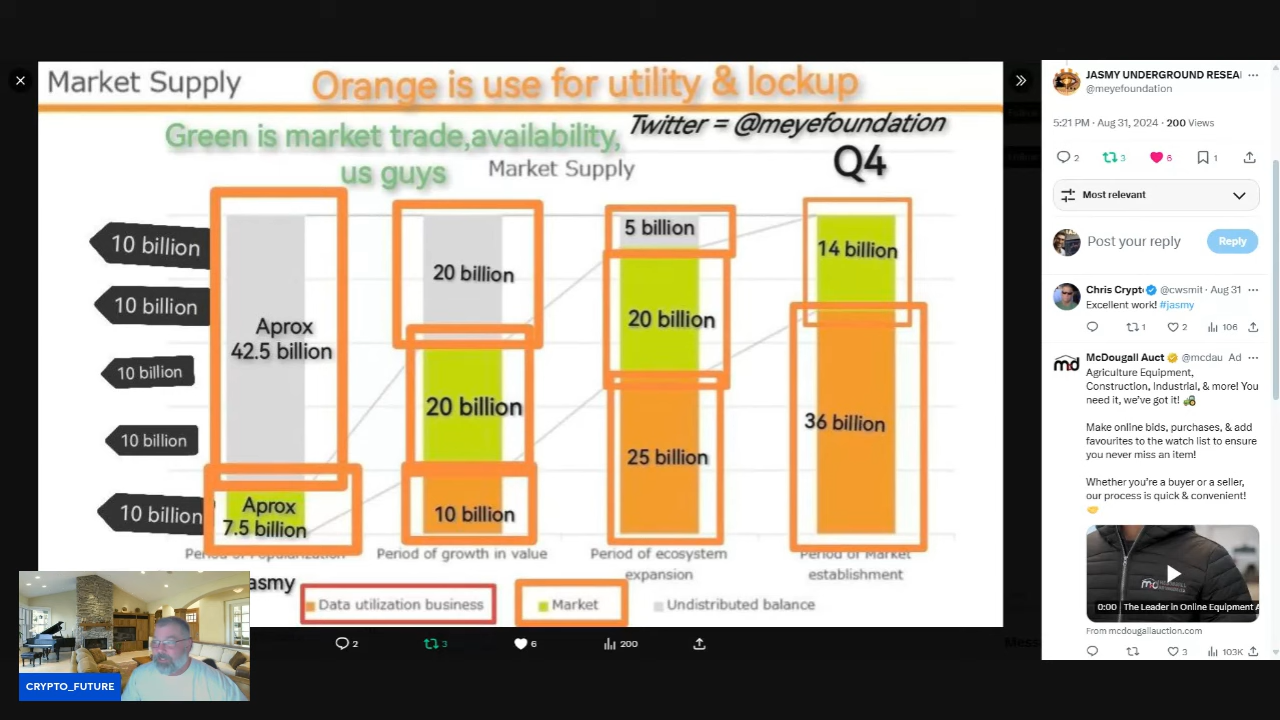 Market Supply
Orange is use for utility & lockup
Green is market trade,availability,
us guys
Twitter = @meyefoundation
Market Supply
Q4
10 billion
10 billion
10 billion
10 billion
10 billion
Aprox
42.5 billion
Aprox
7.5 billion
20 billion
20 billion
10 billion
5 billion
20 billion
25 billion
14 billion
36 billion
Period of Popularization
Period of growth in value
Period of ecosystem
expansion
Period of Market
establishment
asmy
Data utilization business
Market
Undistributed balance
2
3
6
200
CRYPTO_FUTURE
JASMY UNDERGROUND RESEA
@meyefoundation
5:21 PM · Aug 31, 2024 · 200 Views
2 3 6 1
Most relevant
Post your reply
Reply
Chris Crypt @cwsmit · Aug 31
Excellent work! #jasmy
1 2 106
McDougall Auct @mcdau Ad
Agriculture Equipment,
Construction, Industrial, & more! You
need it, we've got it!
Make online bids, purchases, & add
favourites to the watch list to ensure
you never miss an item!
Whether you're a buyer or a seller,
our process is quick & convenient!
md
0:00 The Leader in Online Equipment A
From mcdougallauction.com
3 103K